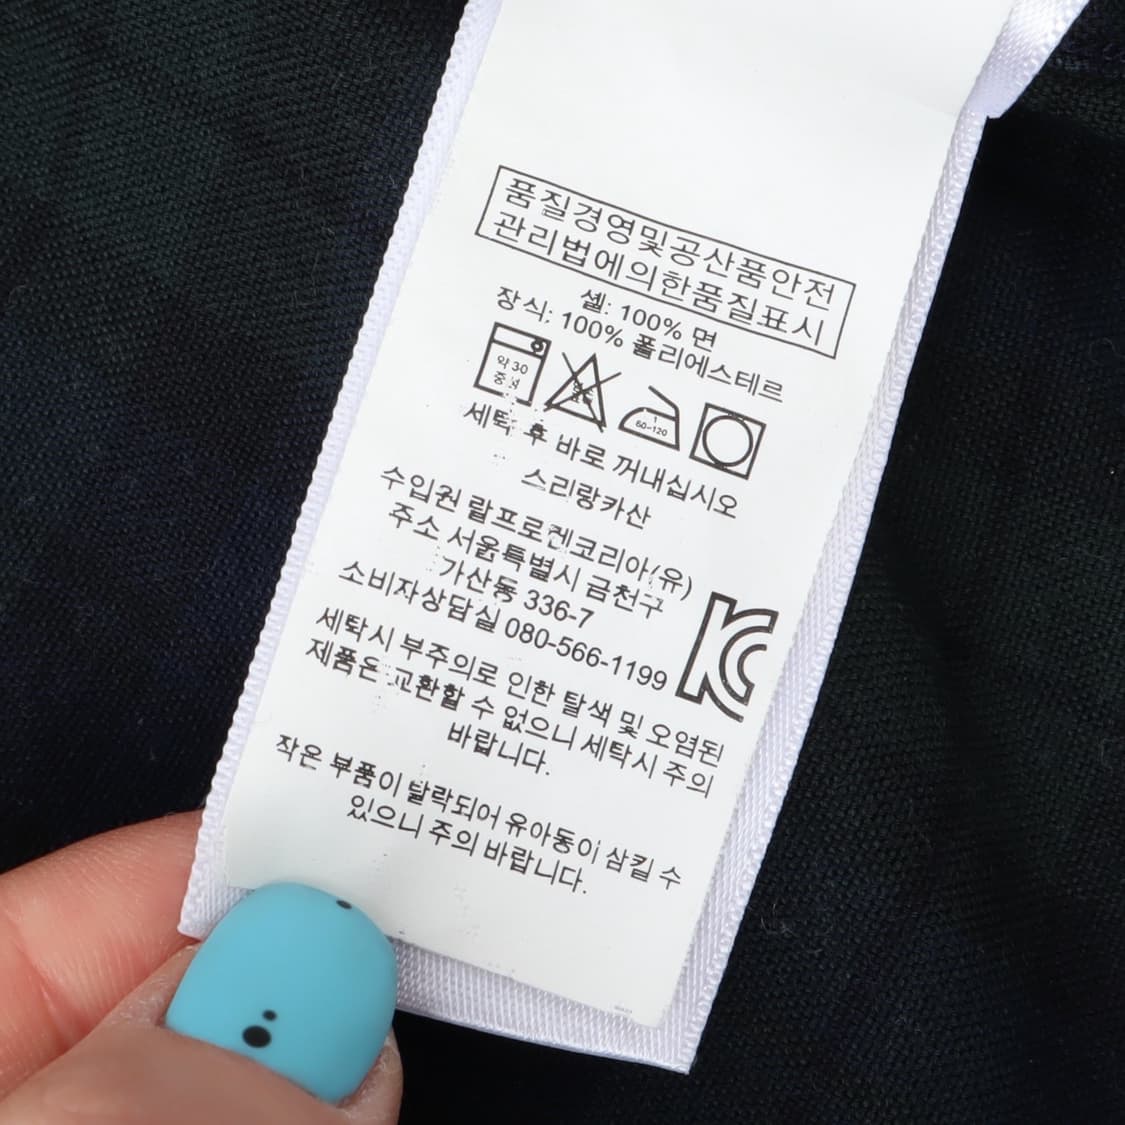 품질경영및공산품안전
관리법에의한품질표시
셸: 100% 면
장식: 100% 폴리에스테르
약 30
중성
1
60~120
세탁 후 바로 꺼내십시오
스리랑카산
수입원 랄프로렌코리아(유)
주소 서울특별시 금천구
가산동 336-7
소비자상담실 080-566-1199
세탁시 부주의로 인한 탈색 및 오염된
제품은 교환할 수 없으니 세탁시 주의
바랍니다.
작은 부품이 탈락되어 유아동이 삼킬 수
있으니 주의 바랍니다.